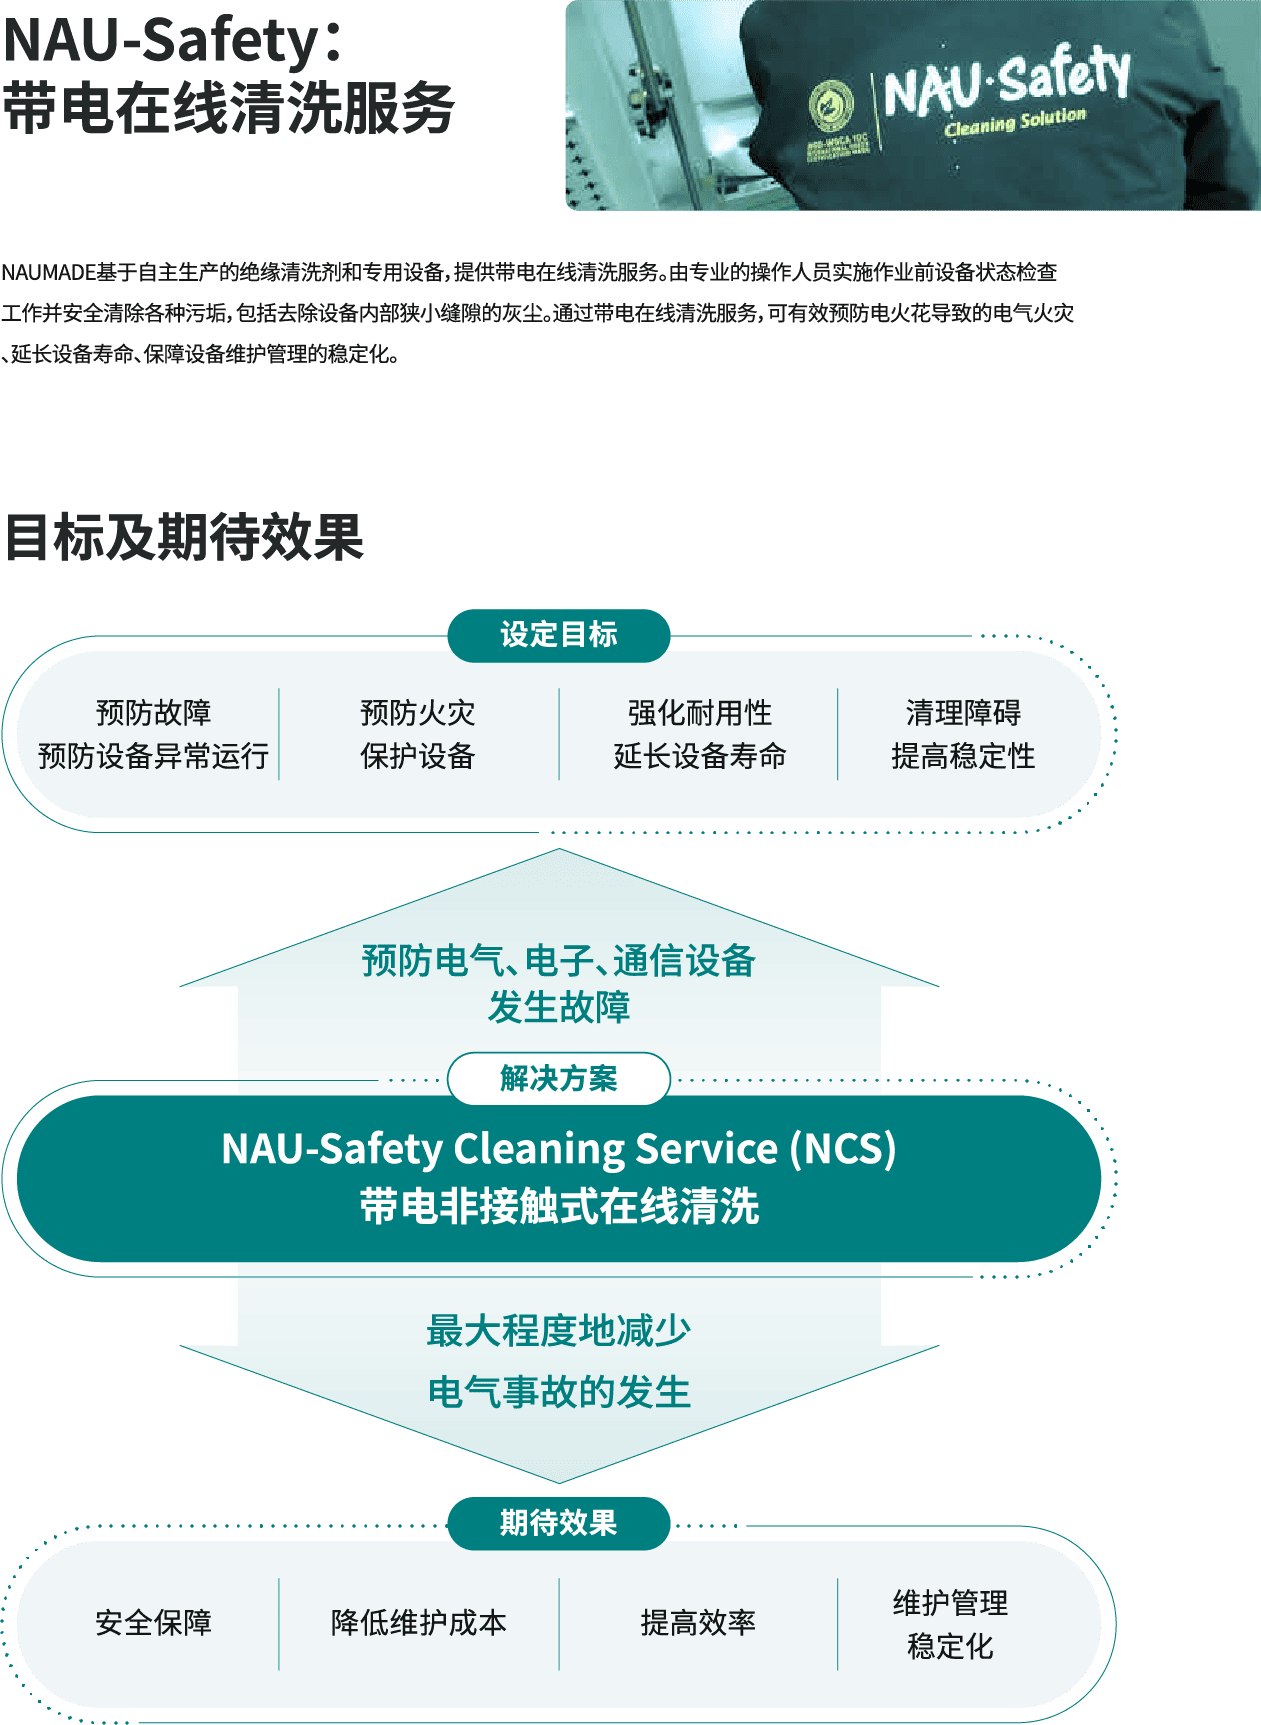 NAU-Safety：
带电在线清洗服务
NAU·Safety
Cleaning Solution
NAUMADE基于自主生产的绝缘清洗剂和专用设备，提供带电在线清洗服务。由专业的操作人员实施作业前设备状态检查
工作并安全清除各种污垢，包括去除设备内部狭小缝隙的灰尘。通过带电在线清洗服务，可有效预防电火花导致的电气火灾
、延长设备寿命、保障设备维护管理的稳定化。
目标及期待效果
设定目标
预防故障
预防设备异常运行
预防火灾
保护设备
强化耐用性
延长设备寿命
清理障碍
提高稳定性
预防电气、电子、通信设备
发生故障
解决方案
NAU-Safety Cleaning Service (NCS)
带电非接触式在线清洗
最大程度地减少
电气事故的发生
期待效果
安全保障
降低维护成本
提高效率
维护管理
稳定化